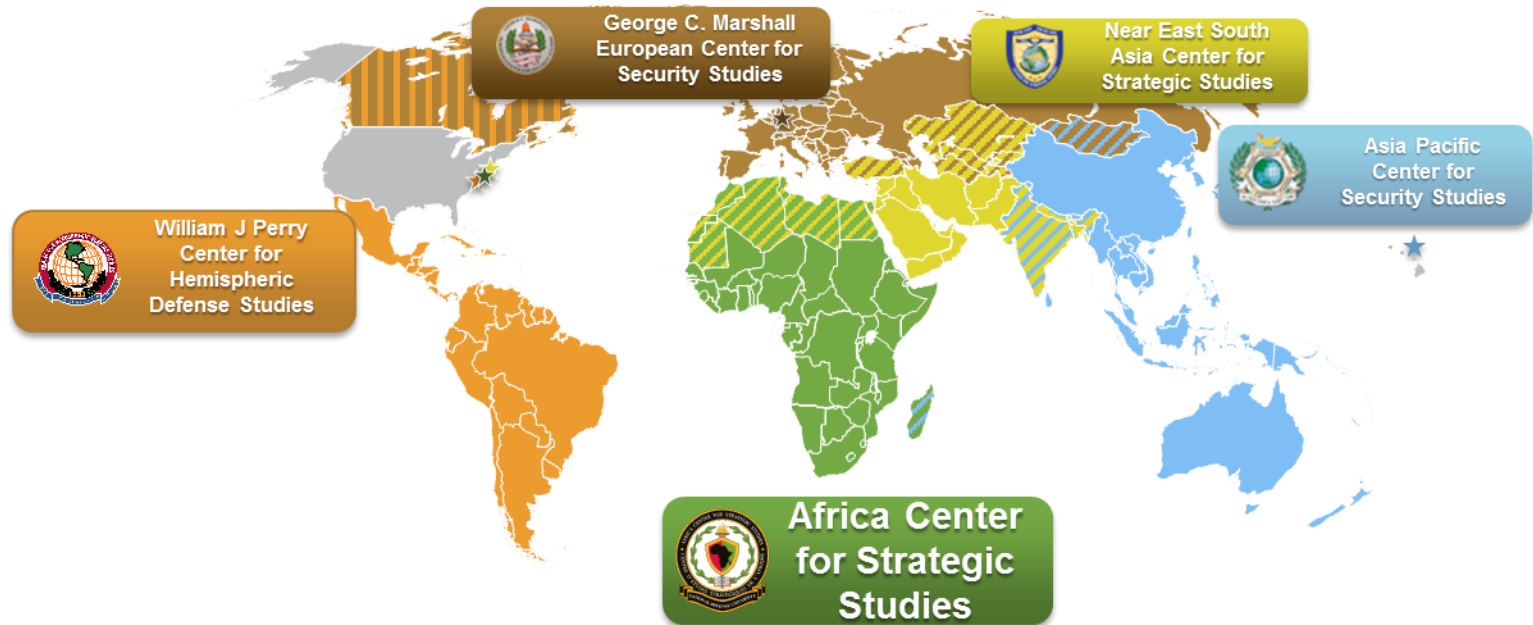 George C. Marshall
European Center for
Security Studies
Near East South
Asia Center for
Strategic Studies
Asia Pacific
Center for
Security Studies
William J Perry
Center for
Hemispheric
Defense Studies
Africa Center
for Strategic
Studies